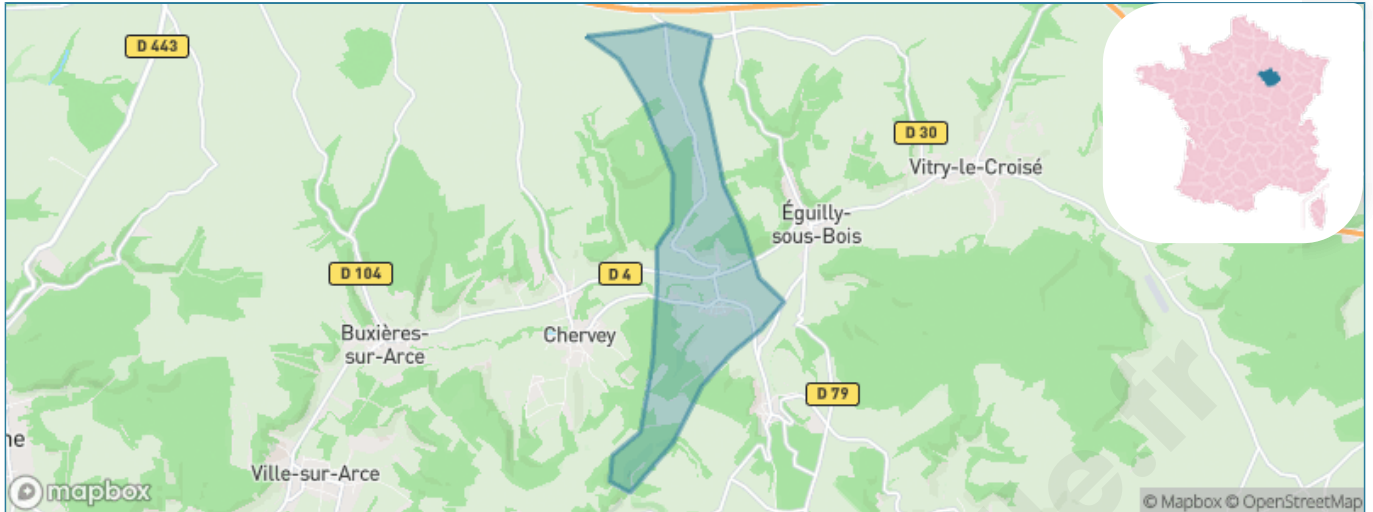 D 443
D 30
Vitry-le-Croisé
Éguilly-
sous-Bois
D 104
D 4
Buxières-
sur-Arce
Chervey
D 79
Ville-sur-Arce
mapbox
© Mapbox © OpenStreetMap